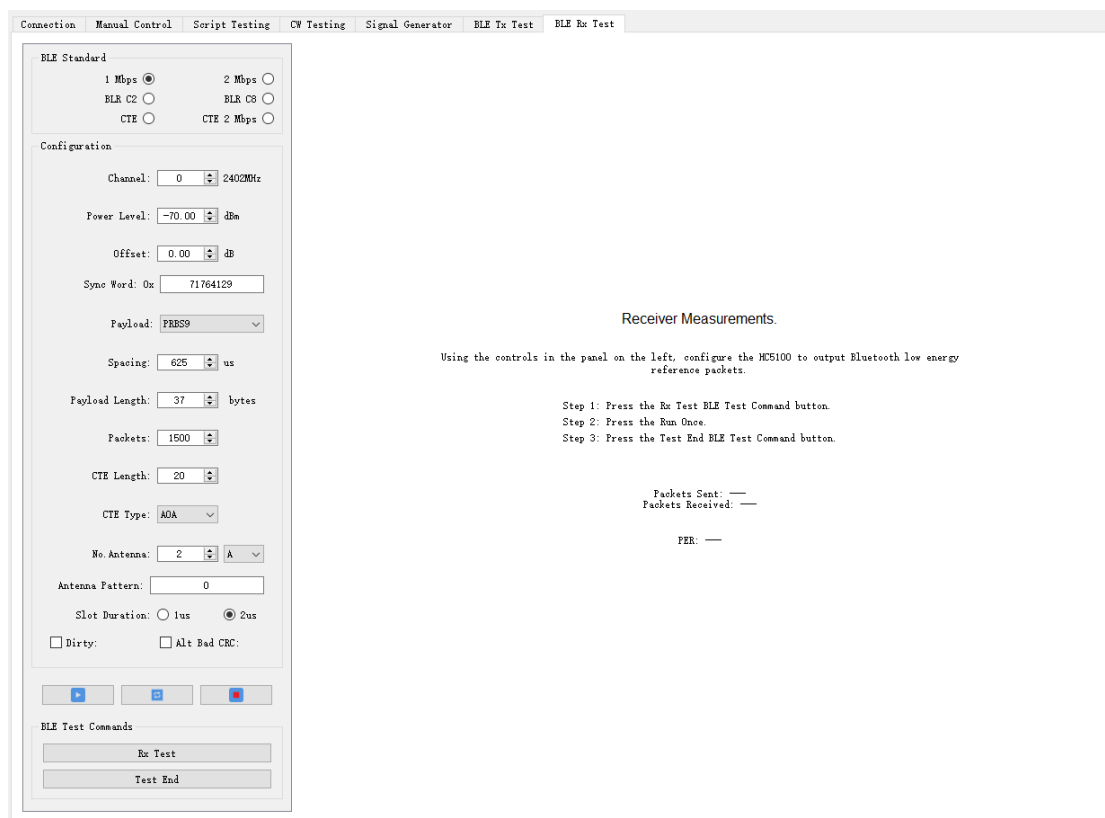 Connection Manual Control Script Testing CW Testing Signal Generator BLE Tx Test BLE Rx Test
BLE Standard
1 Mbps 2 Mbps
BLR C2 BLR C8
CTE CTE 2 Mbps
Configuration
Channel: 0 2402MHz
Power Level: -70.00 dBm
Offset: 0.00 dB
Sync Word: 0x 71764129
Payload: PRBS9
Spacing: 625 us
Payload Length: 37 bytes
Packets: 1500
CTE Length: 20
CTE Type: AOA
No.Antenna: 2 A
Antenna Pattern: 0
Slot Duration: 1us 2us
Dirty: Alt Bad CRC:
BLE Test Commands
Rx Test
Test End
Receiver Measurements.
Using the controls in the panel on the left, configure the HC5100 to output Bluetooth low energy
reference packets.
Step 1: Press the Rx Test BLE Test Command button.
Step 2: Press the Run Once.
Step 3: Press the Test End BLE Test Command button.
Packets Sent: ——
Packets Received: ——
PER: ——